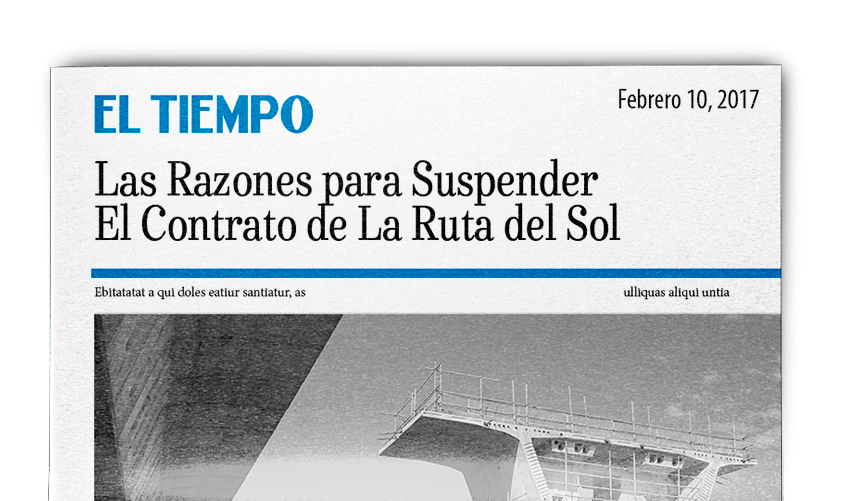 EL TIEMPO
Febrero 10, 2017
Las Razones para Suspender
El Contrato de La Ruta del Sol
Ebitatatat a qui doles eatiur santiatur, as
ulliquas aliqui untia